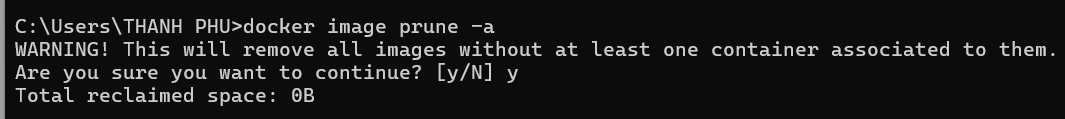 C:\Users\THANH PHU>docker image prune -a
WARNING! This will remove all images without at least one container associated to them.
Are you sure you want to continue? [y/N] y
Total reclaimed space: 0B